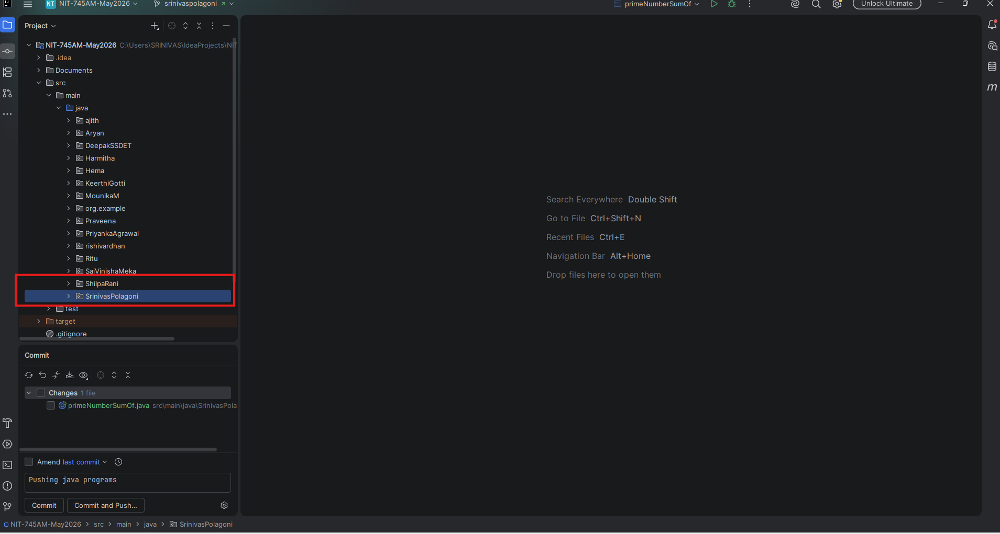 NI NIT-745AM-May2026 srinivaspolagoni primeNumberSumOf Unlock Ultimate
Project
NIT-745AM-May2026 C:\Users\SRINIVAS\IdeaProjects\NIT
.idea
Documents
src
main
java
ajith
Aryan
DeepakSSDET
Harmitha
Hema
KeerthiGotti
MounikaM
org.example
Praveena
PriyankaAgrawal
rishivardhan
Ritu
SaiVinishaMeka
ShilpaRani
SrinivasPolagoni
test
target
.gitignore
Search Everywhere Double Shift
Go to File Ctrl+Shift+N
Recent Files Ctrl+E
Navigation Bar Alt+Home
Drop files here to open them
Commit
Changes 1 file
primeNumberSumOf.java src\main\java\SrinivasPola
Amend last commit
Pushing java programs
Commit Commit and Push...
NIT-745AM-May2026 > src > main > java > SrinivasPolagoni